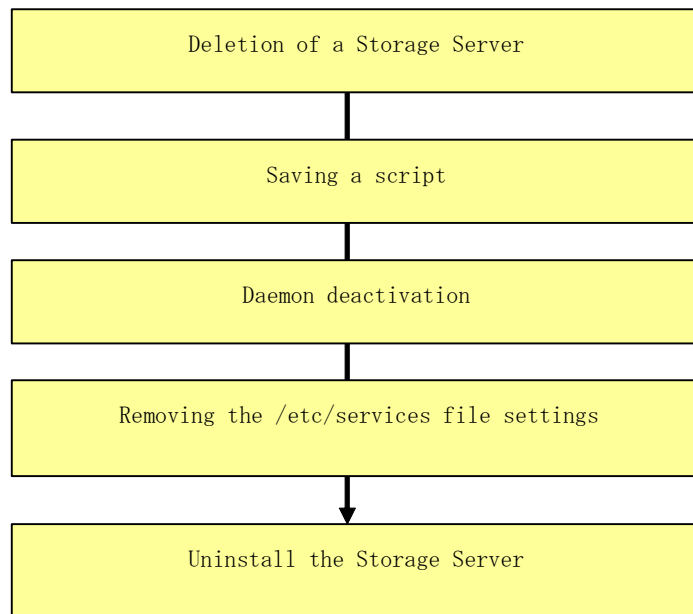 Deletion of a Storage Server
Saving a script
Daemon deactivation
Removing the /etc/services file settings
Uninstall the Storage Server